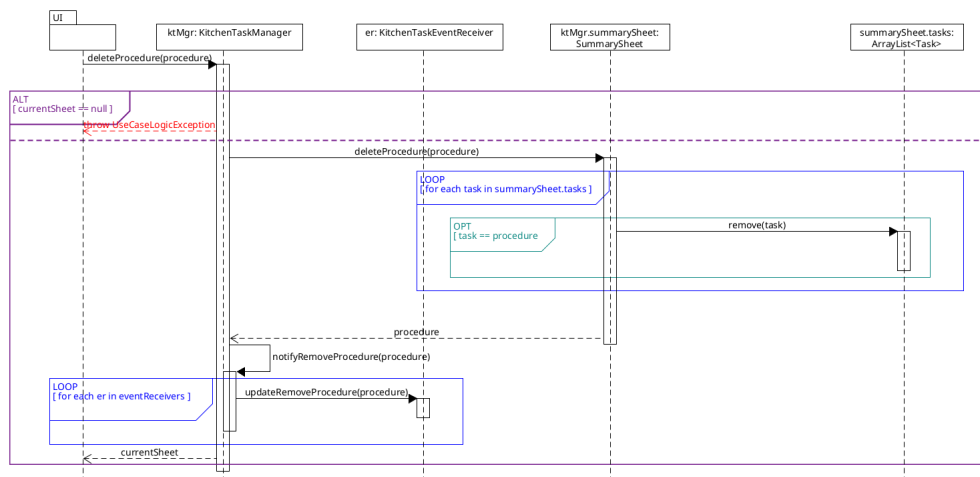 UI
ktMgr: KitchenTaskManager
er: KitchenTaskEventReceiver
ktMgr.summarySheet:
SummarySheet
summarySheet.tasks:
ArrayList<Task>
deleteProcedure(procedure)
ALT
[ currentSheet == null ]
throw UseCaseLogicException
deleteProcedure(procedure)
LOOP
[ for each task in summarySheet.tasks ]
OPT
[ task == procedure
remove(task)
procedure
notifyRemoveProcedure(procedure)
LOOP
[ for each er in eventReceivers ]
updateRemoveProcedure(procedure)
currentSheet